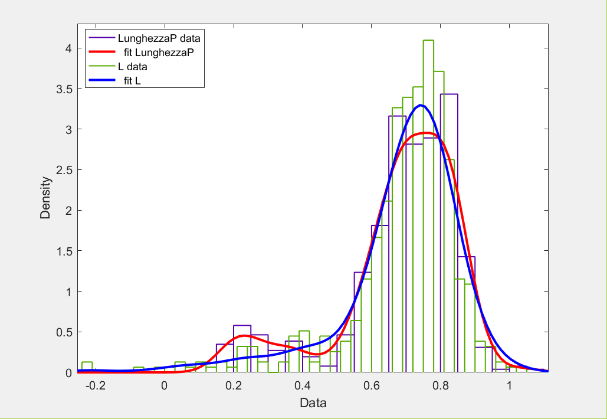 LunghezzaP data
fit LunghezzaP
L data
fit L
4
3.5
3
2.5
2
1.5
1
0.5
0
Density
-0.2 0 0.2 0.4 0.6 0.8 1
Data